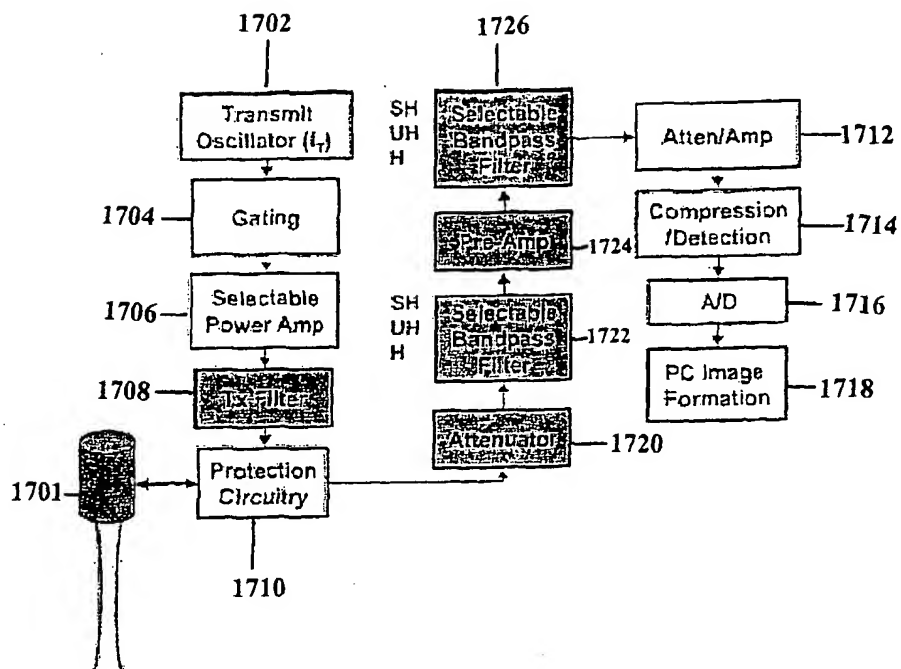 1702
Transmit
Oscillator (fT)
1704
Gating
1706
Selectable
Power Amp
1708
Tx Filter
1701
Protection
Circuitry
1710
1726
SH
UH
H
Selectable
Bandpass
Filter
Pre-Amp
1724
SH
UH
H
Selectable
Bandpass
Filter
1722
Attenuator
1720
Atten/Amp
1712
Compression
/Detection
1714
A/D
1716
PC Image
Formation
1718